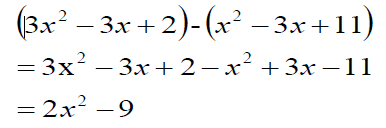 (3x² − 3x + 2)-(x² − 3x + 11)
= 3x² − 3x + 2 − x² + 3x − 11
= 2x² − 9